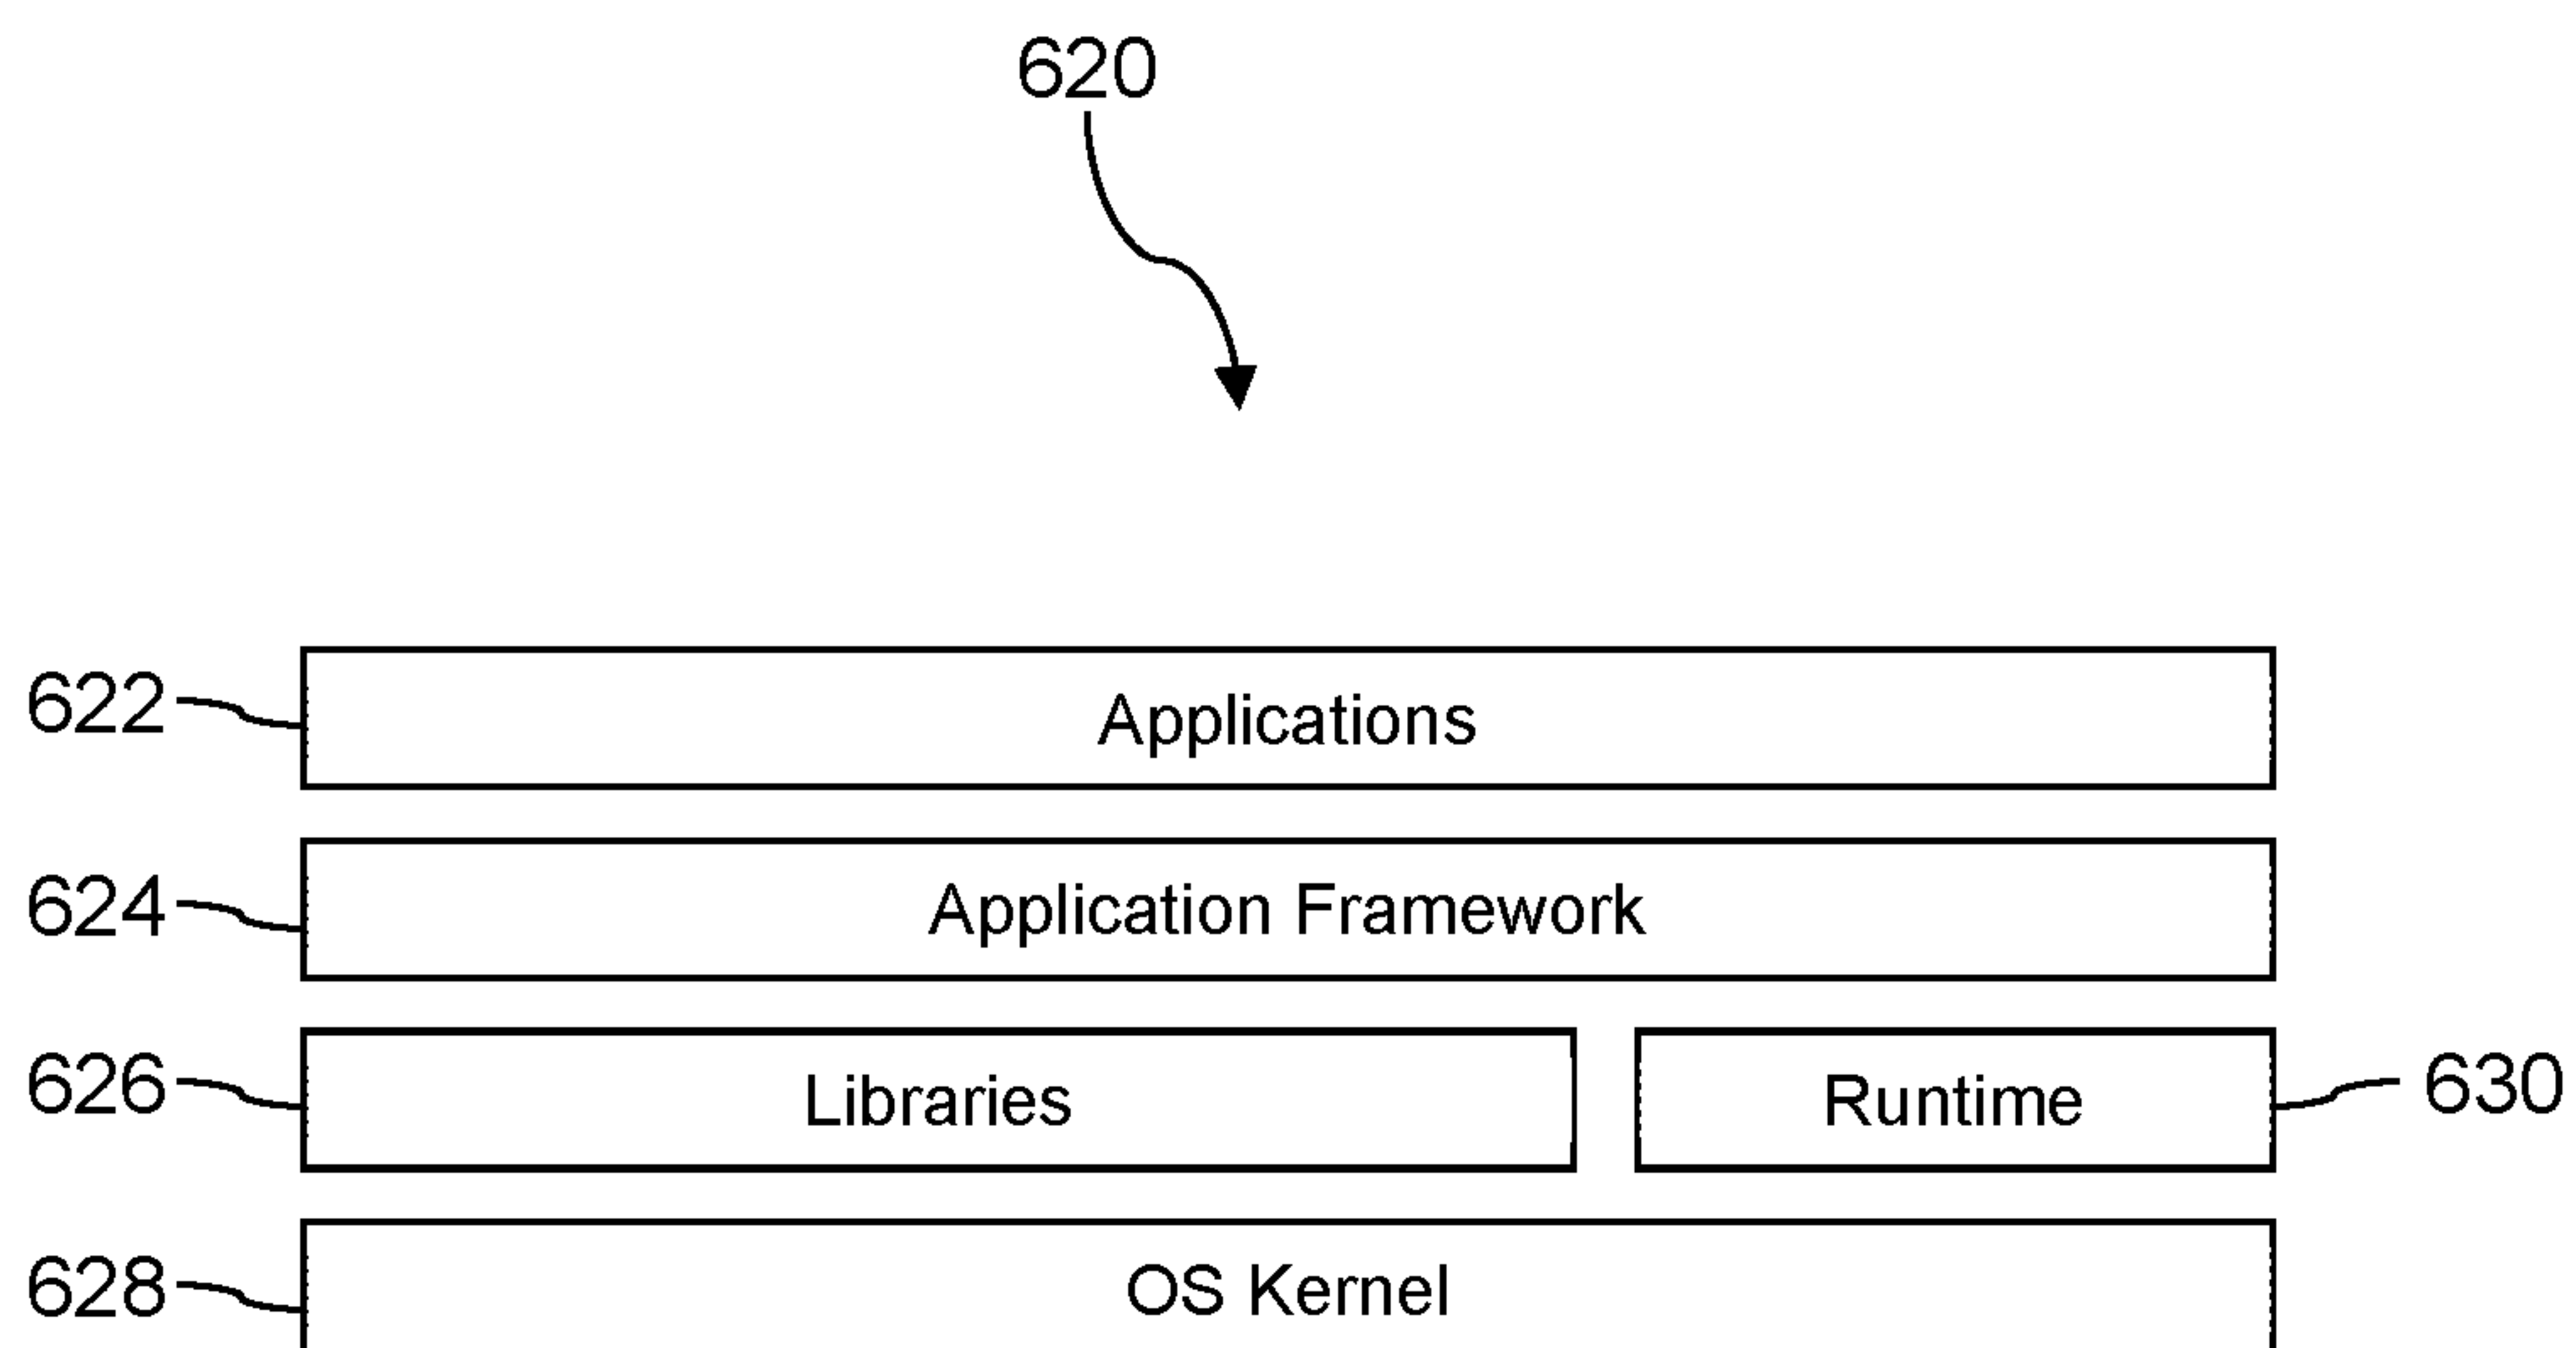 620
622 Applications
624 Application Framework
626 Libraries Runtime 630
628 OS Kernel